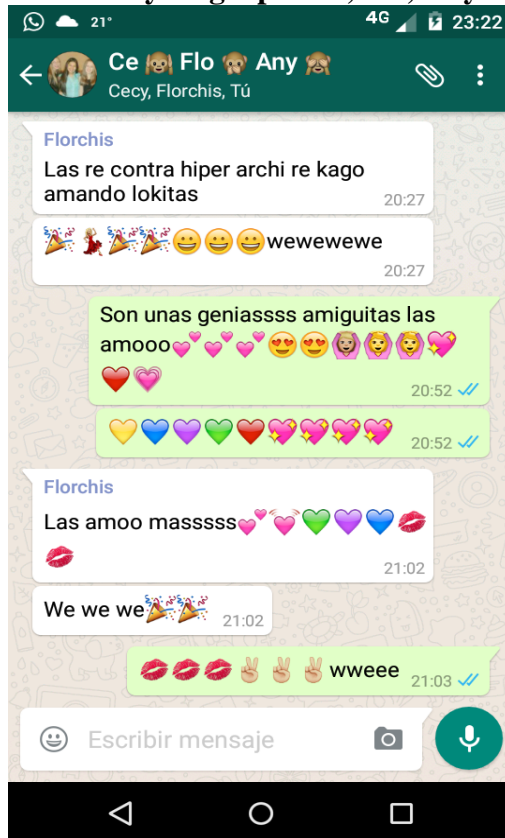 21°
4G
23:22
Ce 🙉 Flo 🙊 Any 🙈
Cecy, Florchis, Tú
Florchis
Las re contra hiper archi re kago
amando lokitas
20:27
🎉💃🎉🎉😀😀😀wewewewe
20:27
Son unas geniassss amiguitas las
amooo💕💕💕😍😍🙆🙆🙆💖
❤️💗
20:52
💛💙💜💚❤️💖💖💖💖
20:52
Florchis
Las amoo masssss💕💓💚💜💙💋
💋
21:02
We we we🎉🎉
21:02
💋💋💋✌🏼✌🏼✌🏼wweee
21:03
Escribir mensaje